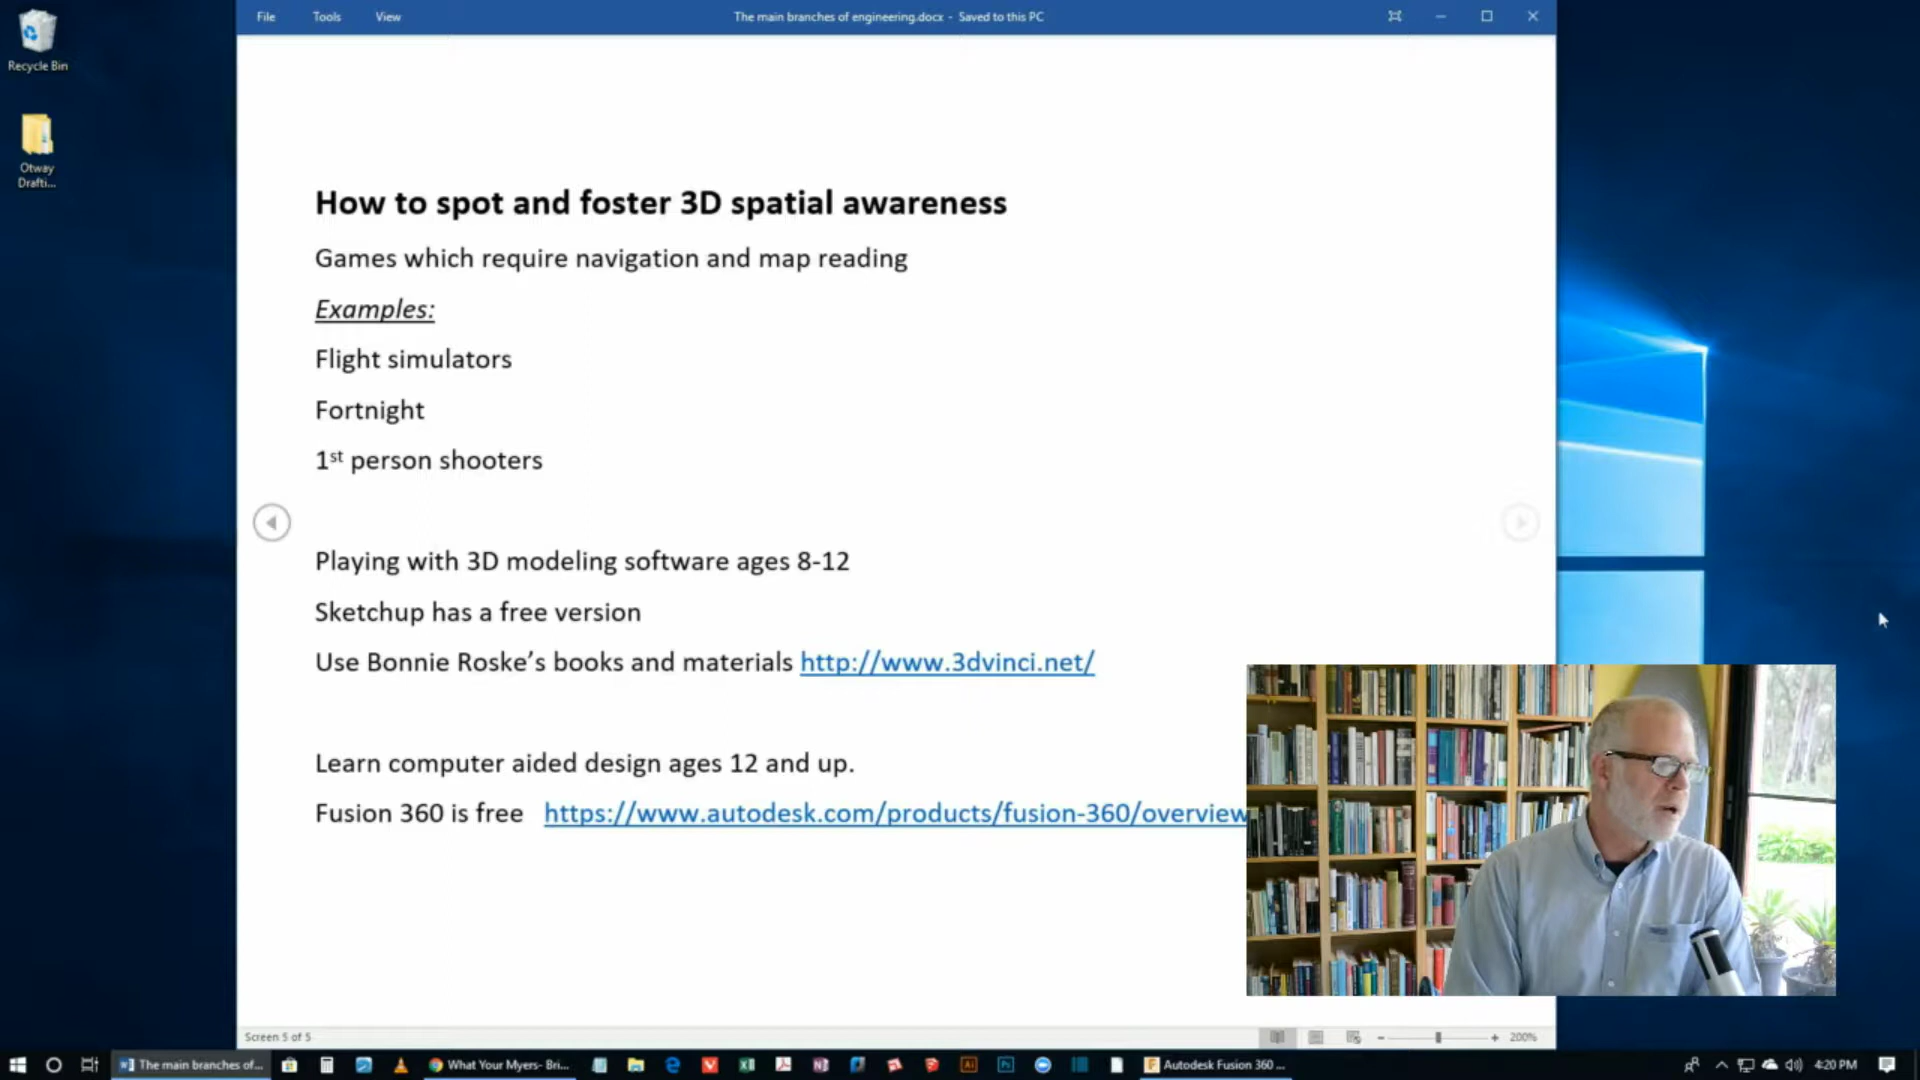 File Tools View The main branches of engineering.docx - Saved to this PC
Recycle Bin
Otway
Drafti...
How to spot and foster 3D spatial awareness
Games which require navigation and map reading
Examples:
Flight simulators
Fortnight
1st person shooters
Playing with 3D modeling software ages 8-12
Sketchup has a free version
Use Bonnie Roske’s books and materials http://www.3dvinci.net/
Learn computer aided design ages 12 and up.
Fusion 360 is free https://www.autodesk.com/products/fusion-360/overview
Screen 5 of 5 200%
The main branches of... What Your Myers- Bri... Autodesk Fusion 360 ... 4:20 PM